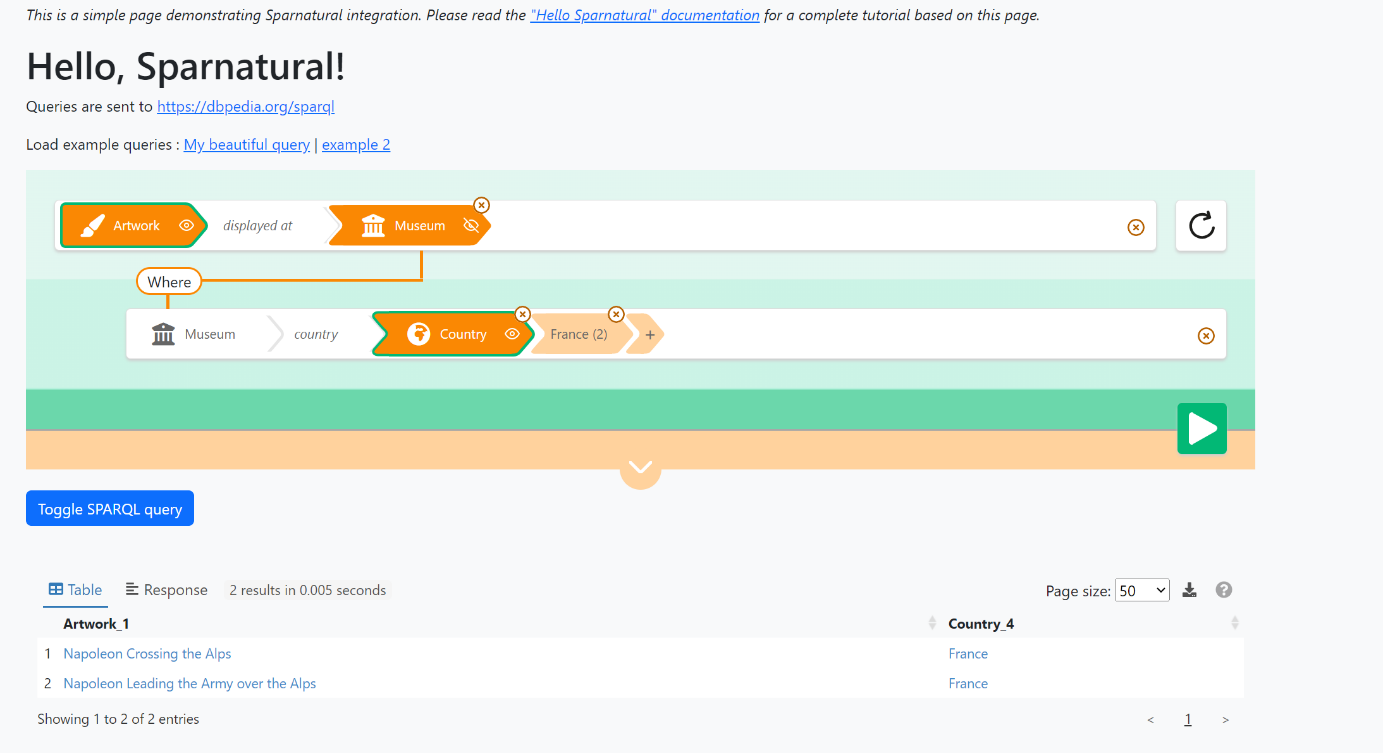 This is a simple page demonstrating Sparnatural integration. Please read the "Hello Sparnatural" documentation for a complete tutorial based on this page.
Hello, Sparnatural!
Queries are sent to https://dbpedia.org/sparql
Load example queries : My beautiful query | example 2
Artwork displayed at Museum
Where
Museum country Country France (2) +
Toggle SPARQL query
Table Response 2 results in 0.005 seconds Page size: 50
Artwork_1 Country_4
1 Napoleon Crossing the Alps France
2 Napoleon Leading the Army over the Alps France
Showing 1 to 2 of 2 entries < 1 >